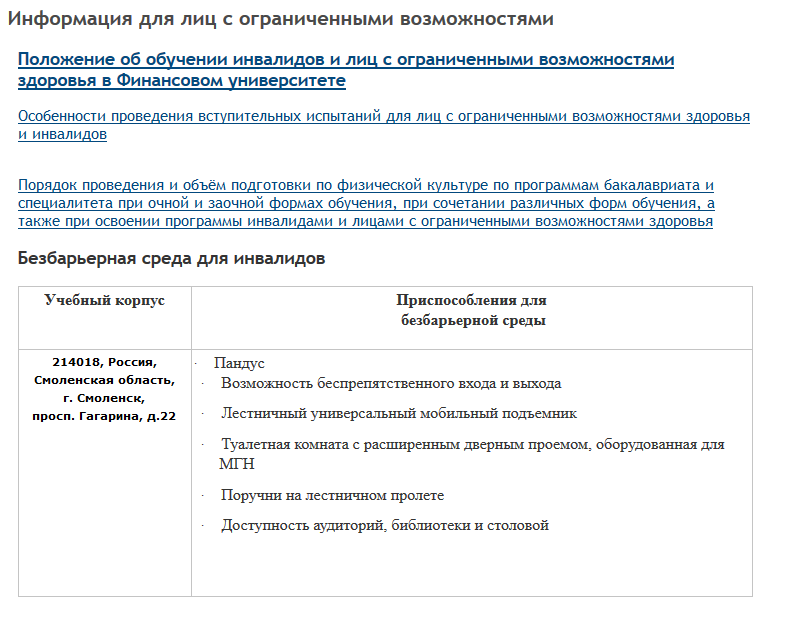 Информация для лиц с ограниченными возможностями
Положение об обучении инвалидов и лиц с ограниченными возможностями
здоровья в Финансовом университете
Особенности проведения вступительных испытаний для лиц с ограниченными возможностями здоровья
и инвалидов
Порядок проведения и объём подготовки по физической культуре по программам бакалавриата и
специалитета при очной и заочной формах обучения, при сочетании различных форм обучения, а
также при освоении программы инвалидами и лицами с ограниченными возможностями здоровья
Безбарьерная среда для инвалидов
Учебный корпус
Приспособления для
безбарьерной среды
214018, Россия,
Смоленская область,
г. Смоленск,
просп. Гагарина, д.22
· Пандус
· Возможность беспрепятственного входа и выхода
· Лестничный универсальный мобильный подъемник
· Туалетная комната с расширенным дверным проемом, оборудованная для
МГН
· Поручни на лестничном пролете
· Доступность аудиторий, библиотеки и столовой